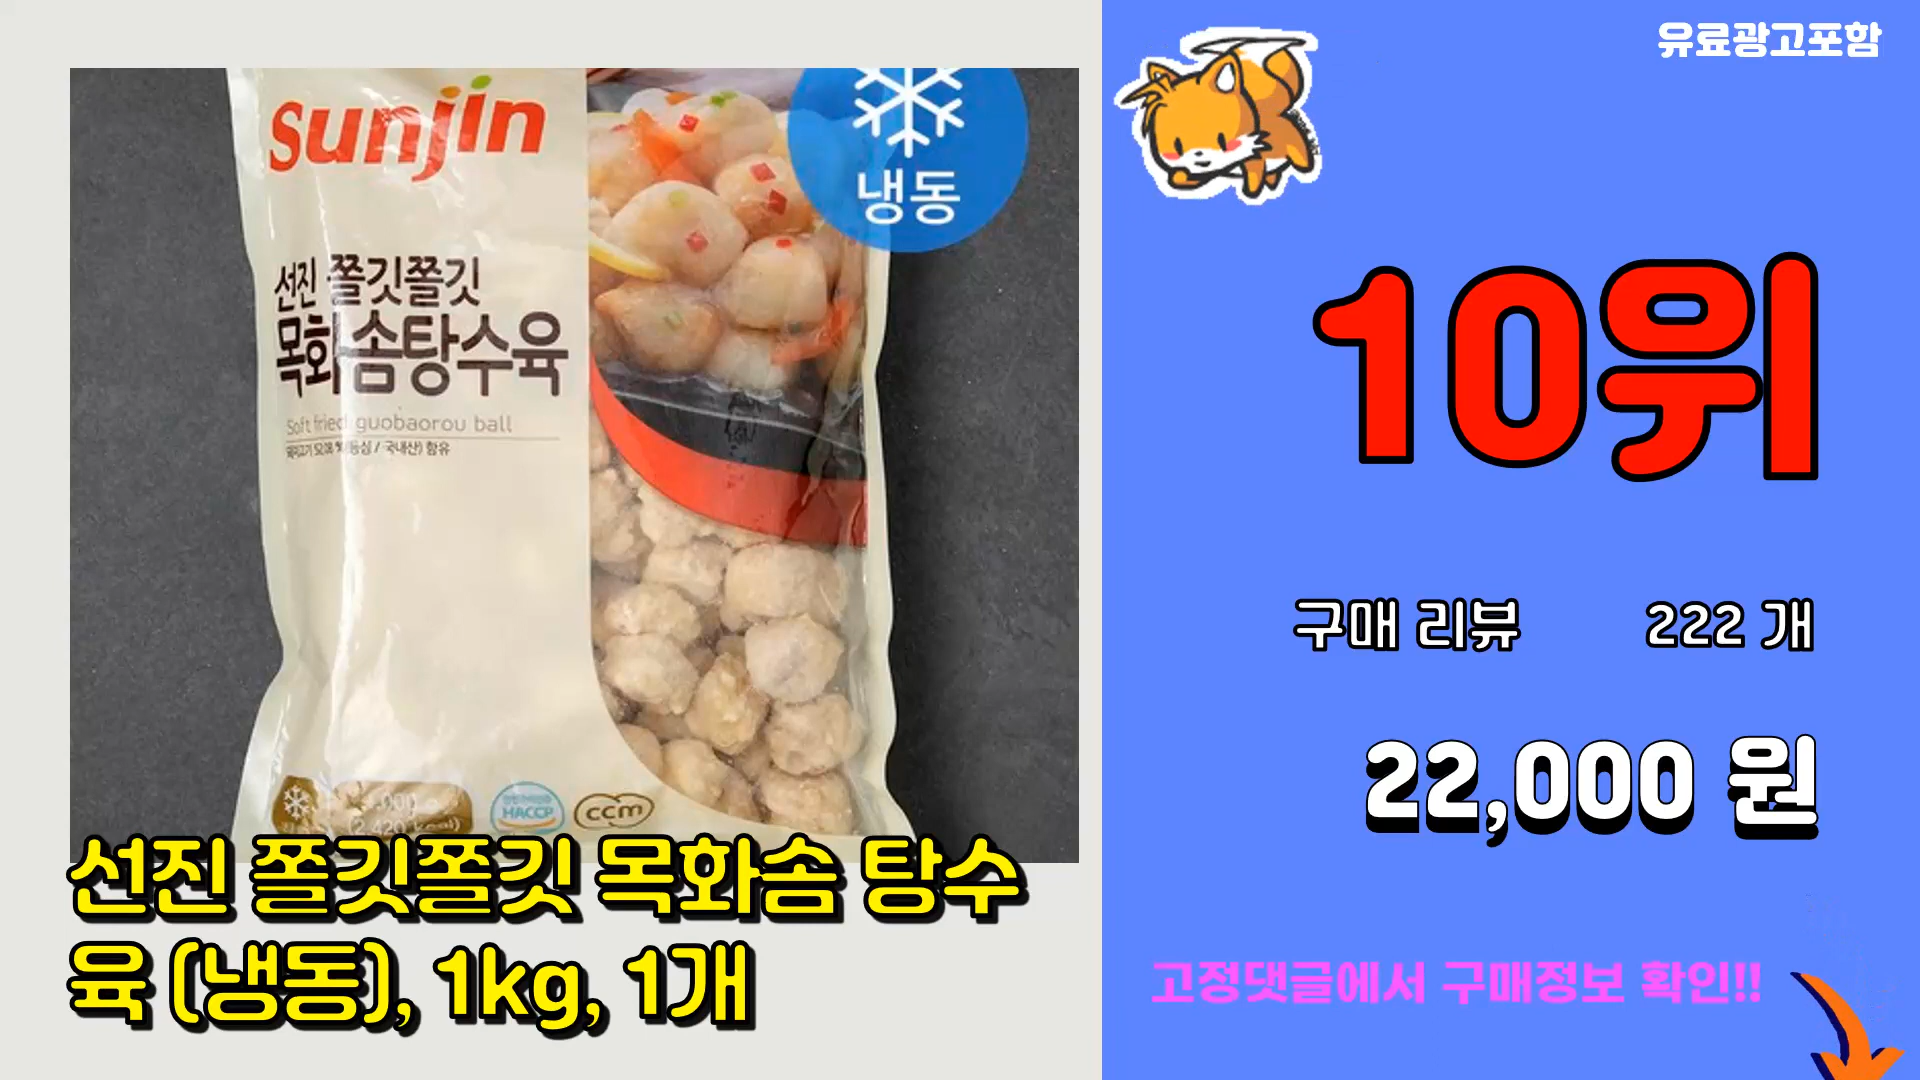 유료광고포함
sunjin
냉동
선진 쫄깃쫄깃
목화솜탕수육
Soft fried guobaorou ball
HACCP
ccm
선진 쫄깃쫄깃 목화솜 탕수
육 (냉동), 1kg, 1개
10위
구매 리뷰 222 개
22,000 원
고정댓글에서 구매정보 확인!!